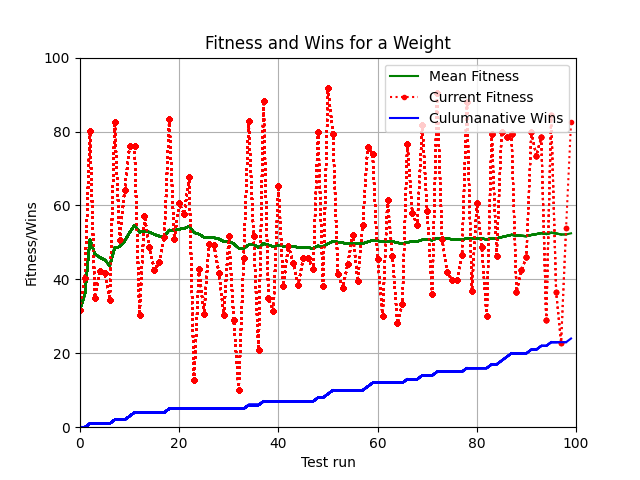 Fitness and Wins for a Weight
Mean Fitness
Current Fitness
Culumanative Wins
Fitness/Wins
100
80
60
40
20
0
0 20 40 60 80 100
Test run